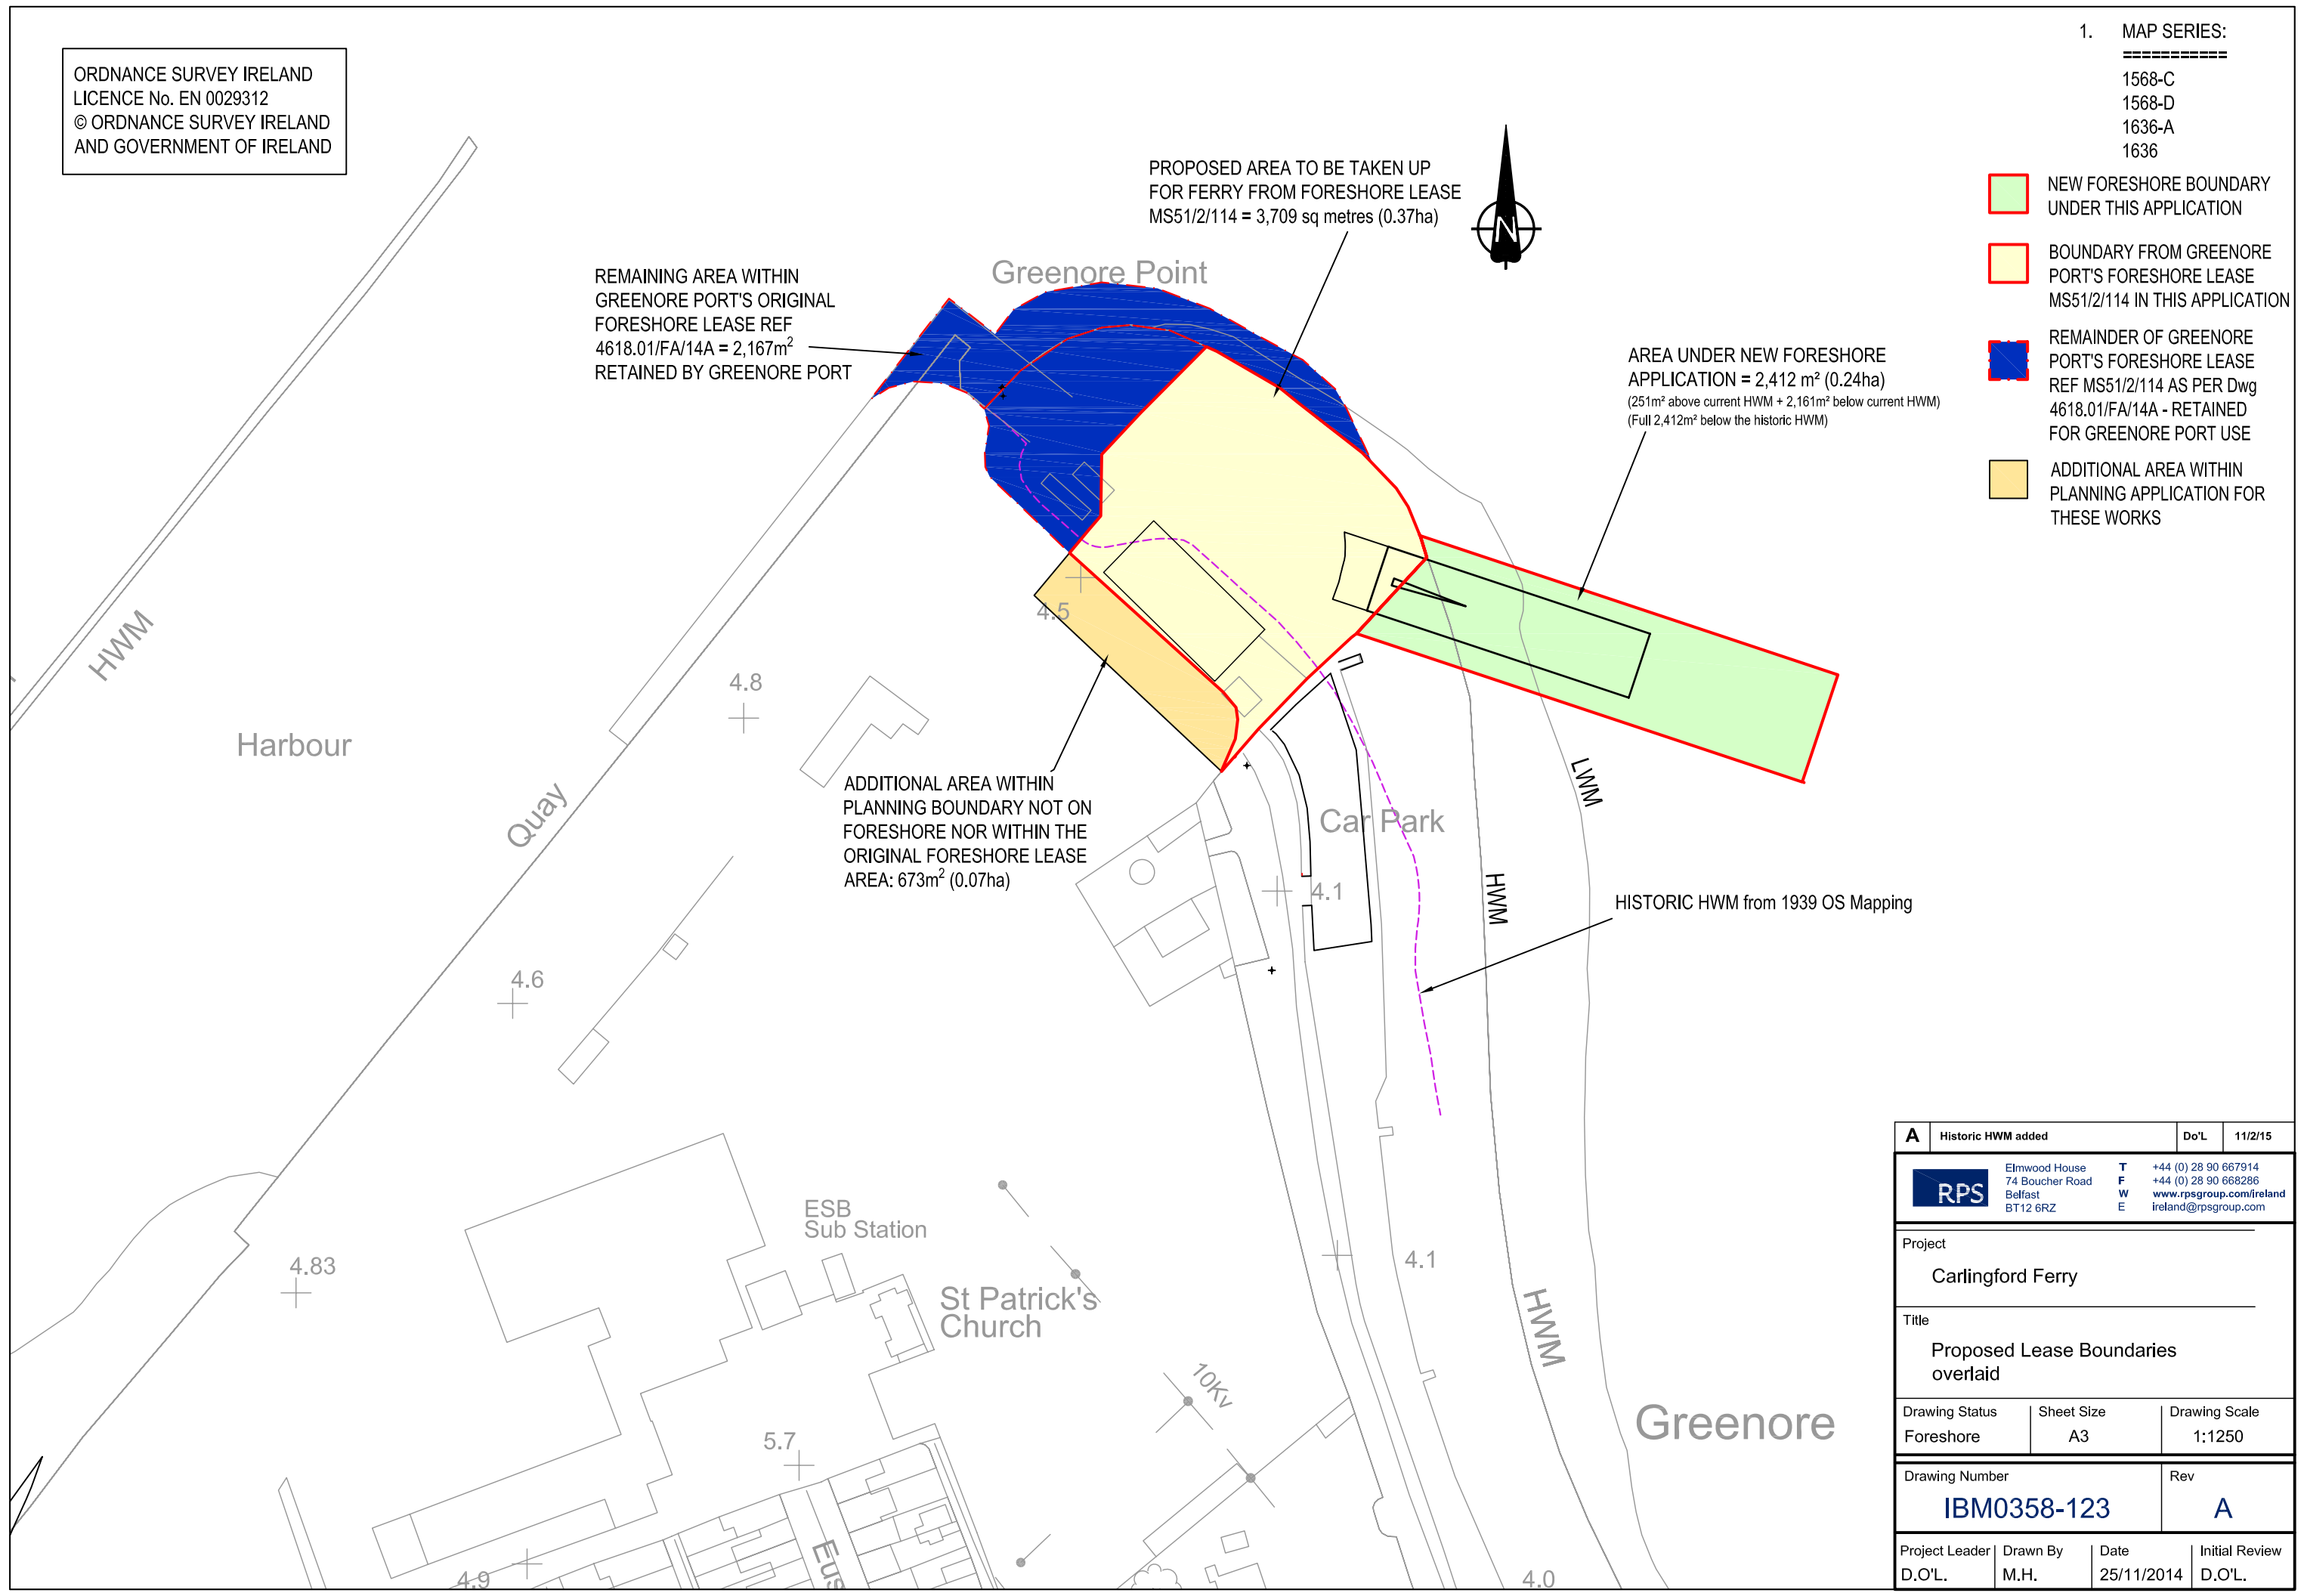 ORDNANCE SURVEY IRELAND
LICENCE No. EN 0029312
© ORDNANCE SURVEY IRELAND
AND GOVERNMENT OF IRELAND
1. MAP SERIES:
===========
1568-C
1568-D
1636-A
1636
NEW FORESHORE BOUNDARY
UNDER THIS APPLICATION
BOUNDARY FROM GREENORE
PORT'S FORESHORE LEASE
MS51/2/114 IN THIS APPLICATION
REMAINDER OF GREENORE
PORT'S FORESHORE LEASE
REF MS51/2/114 AS PER Dwg
4618.01/FA/14A - RETAINED
FOR GREENORE PORT USE
ADDITIONAL AREA WITHIN
PLANNING APPLICATION FOR
THESE WORKS
PROPOSED AREA TO BE TAKEN UP
FOR FERRY FROM FORESHORE LEASE
MS51/2/114 = 3,709 sq metres (0.37ha)
N
Greenore Point
REMAINING AREA WITHIN
GREENORE PORT'S ORIGINAL
FORESHORE LEASE REF
4618.01/FA/14A = 2,167m²
RETAINED BY GREENORE PORT
AREA UNDER NEW FORESHORE
APPLICATION = 2,412 m² (0.24ha)
(251m² above current HWM + 2,161m² below current HWM)
(Full 2,412m² below the historic HWM)
HWM
4.5
4.8
Harbour
Quay
ADDITIONAL AREA WITHIN
PLANNING BOUNDARY NOT ON
FORESHORE NOR WITHIN THE
ORIGINAL FORESHORE LEASE
AREA: 673m² (0.07ha)
LWM
Car Park
4.1
HWM
HISTORIC HWM from 1939 OS Mapping
4.6
ESB
Sub Station
4.83
St Patrick's
Church
4.1
HWM
10Kv
Greenore
5.7
Eus
4.9
4.0
A Historic HWM added Do'L 11/2/15
RPS
Elmwood House T +44 (0) 28 90 667914
74 Boucher Road F +44 (0) 28 90 668286
Belfast W www.rpsgroup.com/ireland
BT12 6RZ E ireland@rpsgroup.com
Project
Carlingford Ferry
Title
Proposed Lease Boundaries
overlaid
Drawing Status Sheet Size Drawing Scale
Foreshore A3 1:1250
Drawing Number Rev
IBM0358-123 A
Project Leader Drawn By Date Initial Review
D.O'L. M.H. 25/11/2014 D.O'L.